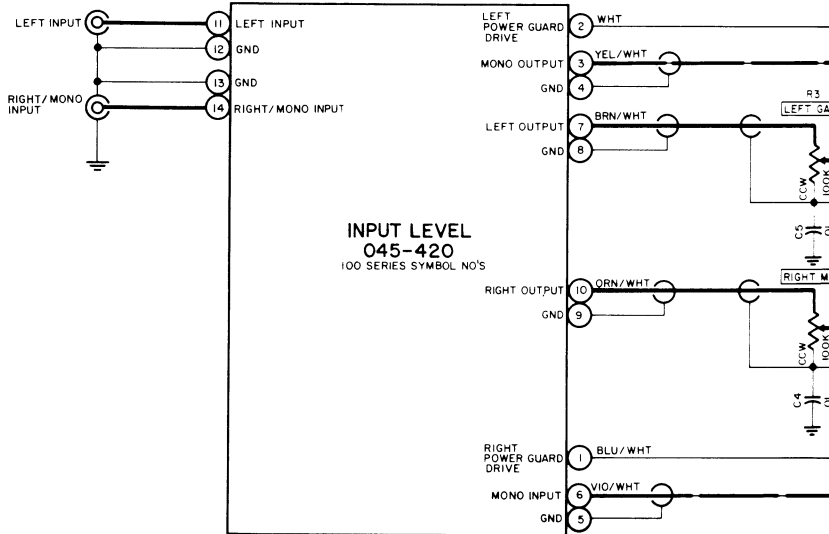 LEFT INPUT
11
LEFT INPUT
12
GND
13
GND
RIGHT/MONO
INPUT
14
RIGHT/MONO INPUT
INPUT LEVEL
045-420
100 SERIES SYMBOL NO'S
LEFT
POWER GUARD
DRIVE
2
WHT
MONO OUTPUT
3
YEL/WHT
GND
4
LEFT OUTPUT
7
BRN/WHT
GND
8
R3
LEFT GA
CCW
100K
C5
RIGHT OUTPUT
10
ORN/WHT
GND
9
RIGHT M
CCW
100K
C4
RIGHT
POWER GUARD
DRIVE
1
BLU/WHT
MONO INPUT
6
VIO/WHT
GND
5